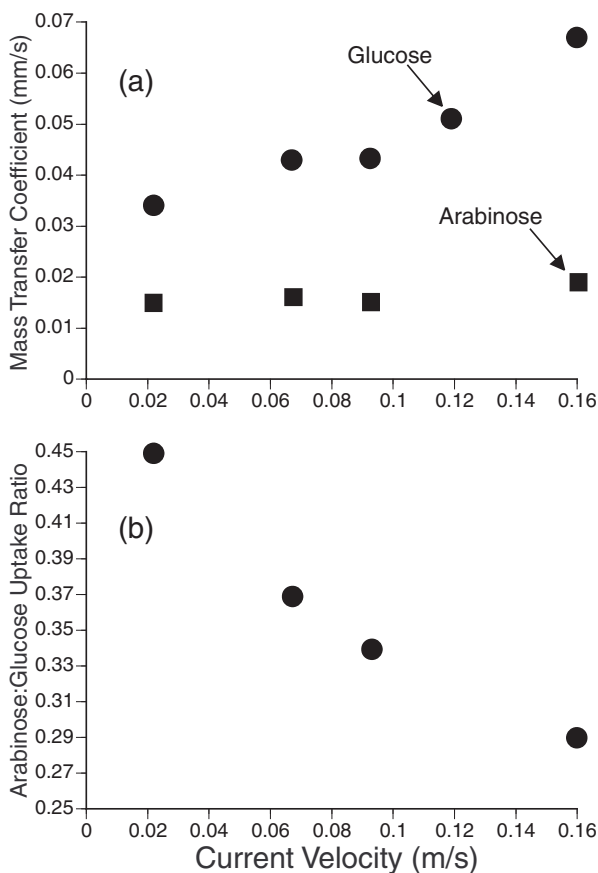 Mass Transfer Coefficient (mm/s)
0.07
0.06
0.05
0.04
0.03
0.02
0.01
0
(a)
Glucose
Arabinose
0 0.02 0.04 0.06 0.08 0.1 0.12 0.14 0.16
Arabinose:Glucose Uptake Ratio
0.45
0.43
0.41
0.39
0.37
0.35
0.33
0.31
0.29
0.27
0.25
(b)
0 0.02 0.04 0.06 0.08 0.1 0.12 0.14 0.16
Current Velocity (m/s)